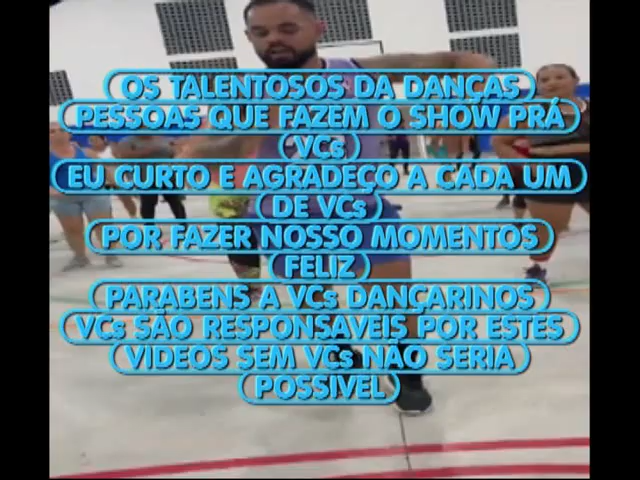 OS TALENTOSOS DA DANÇAS
PESSOAS QUE FAZEM O SHOW PRÁ
VCs
EU CURTO E AGRADEÇO A CADA UM
DE VCs
POR FAZER NOSSO MOMENTOS
FELIZ
PARABENS A VCs DANÇARINOS
VCs SÃO RESPONSAVEIS POR ESTES
VIDEOS SEM VCs NÃO SERIA
POSSIVEL